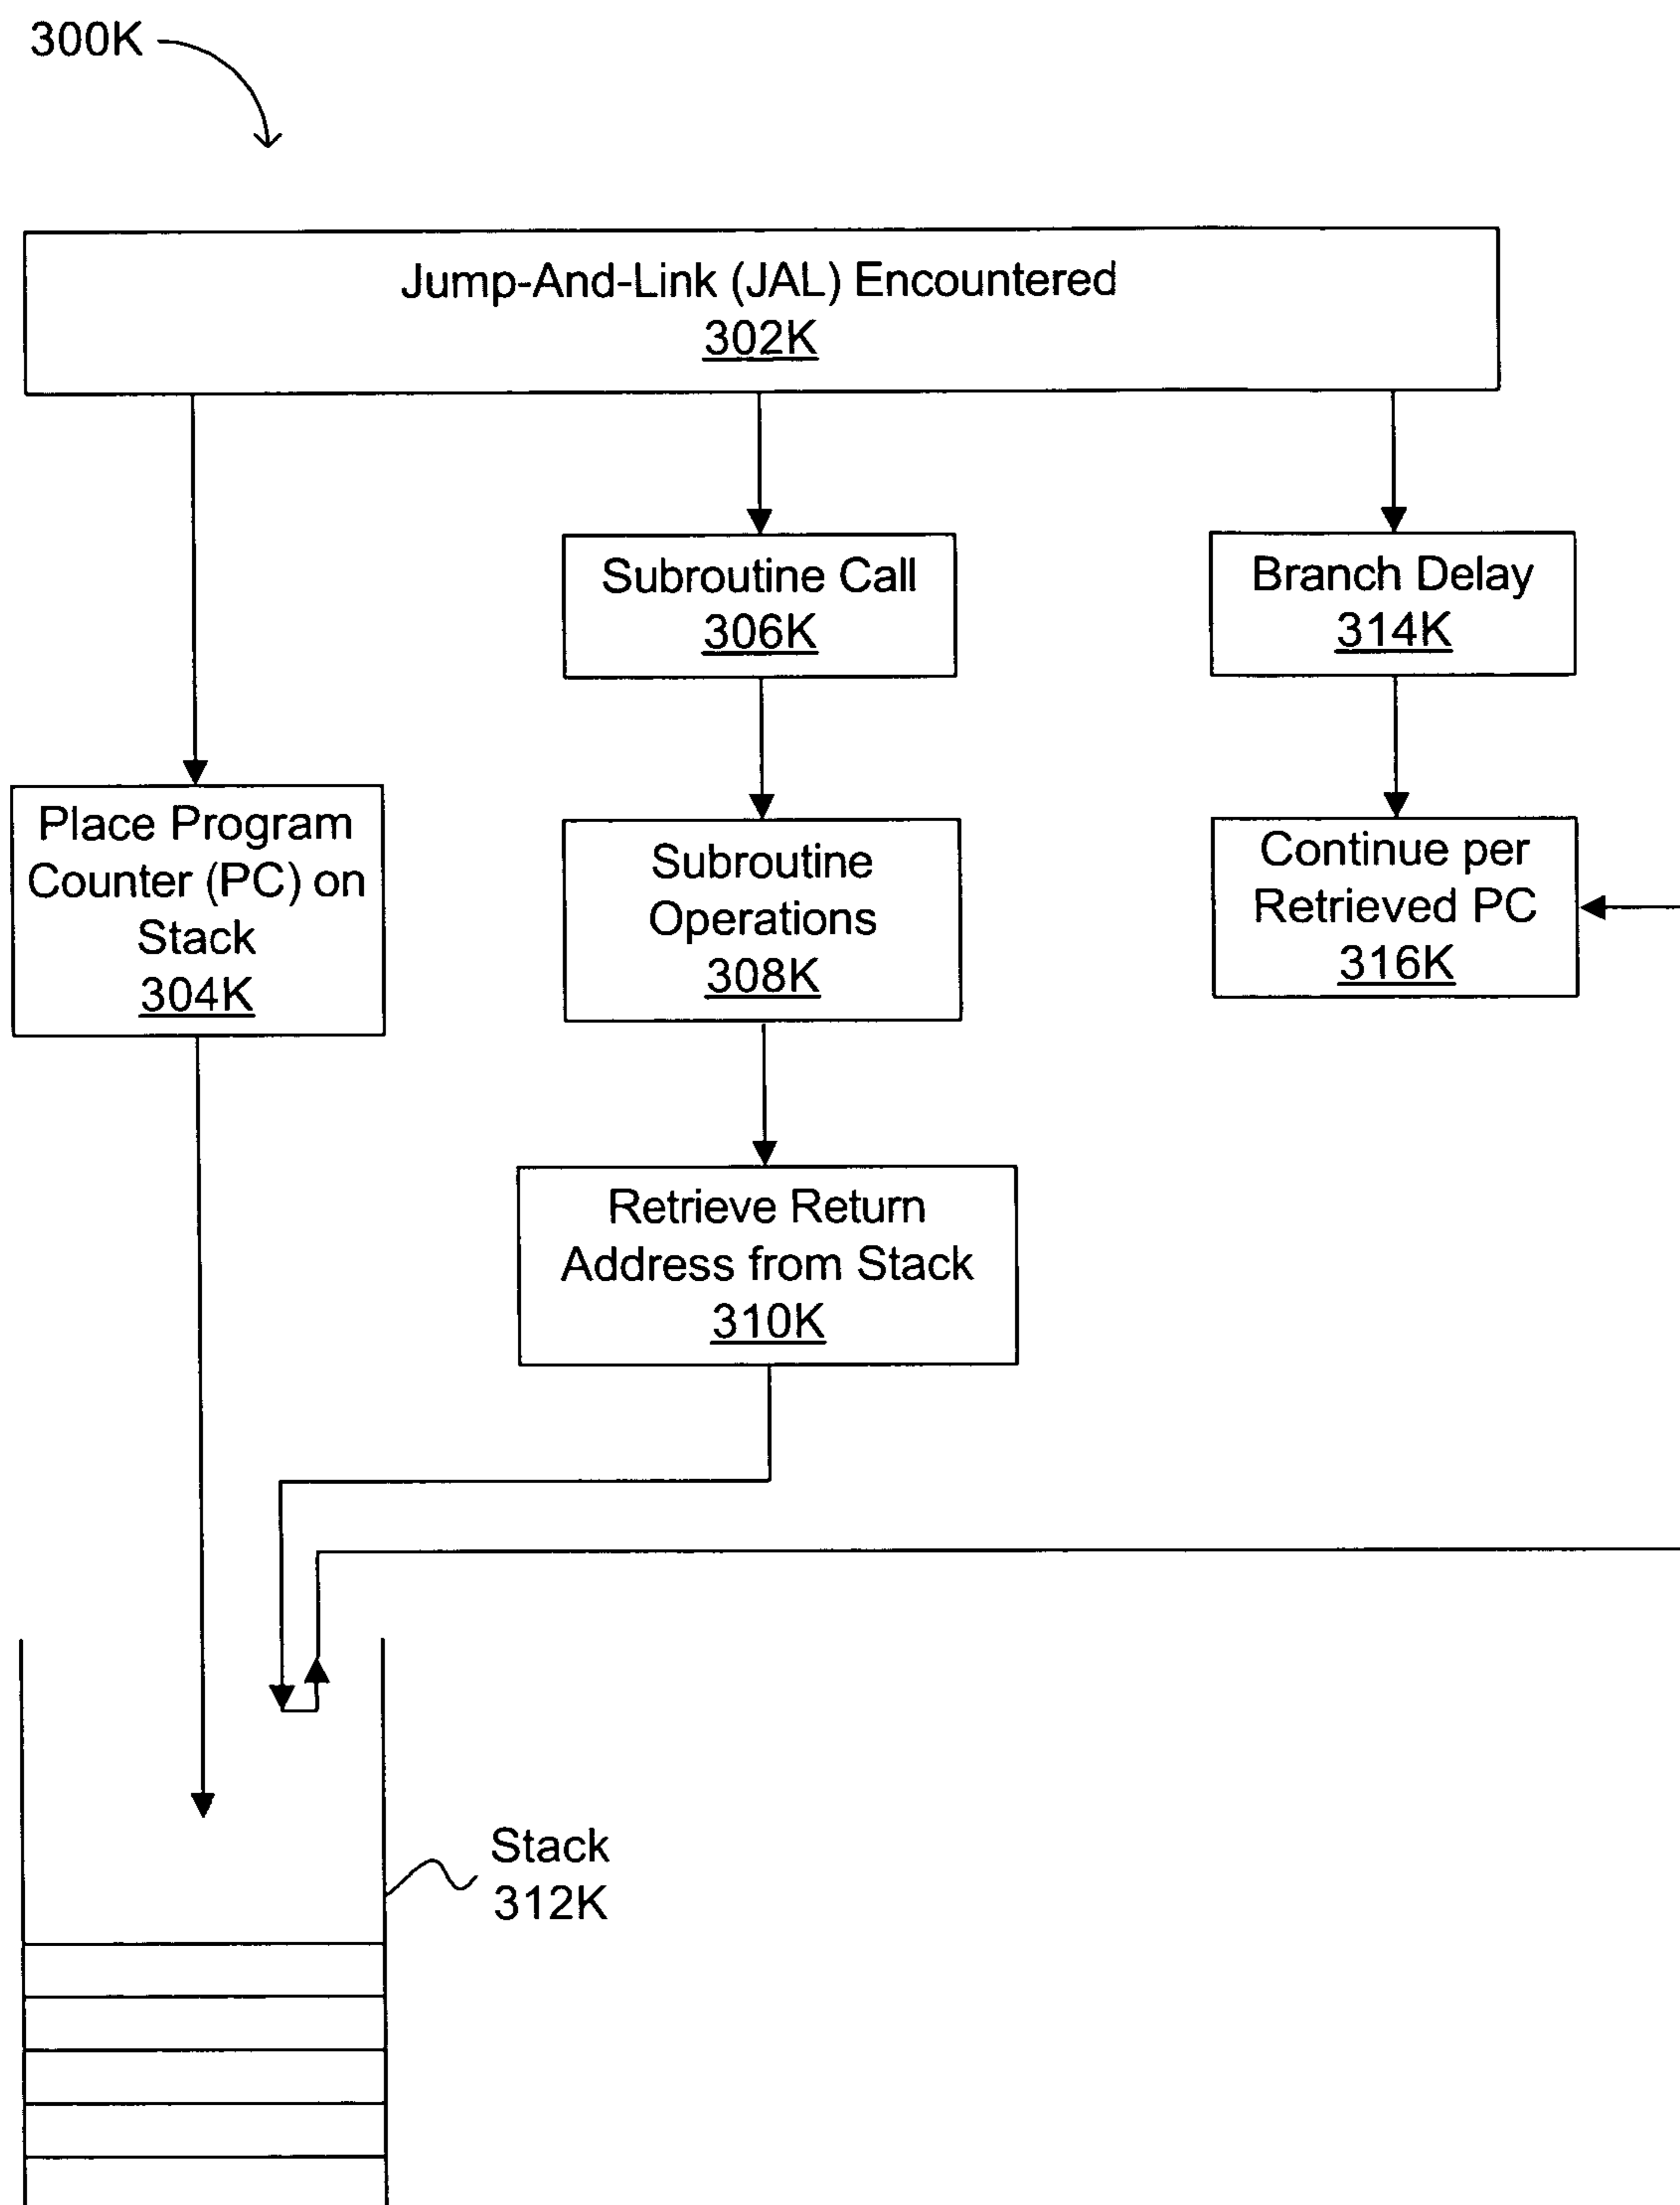 300K
Jump-And-Link (JAL) Encountered
302K
Subroutine Call
306K
Branch Delay
314K
Place Program
Counter (PC) on
Stack
304K
Subroutine
Operations
308K
Continue per
Retrieved PC
316K
Retrieve Return
Address from Stack
310K
Stack
312K